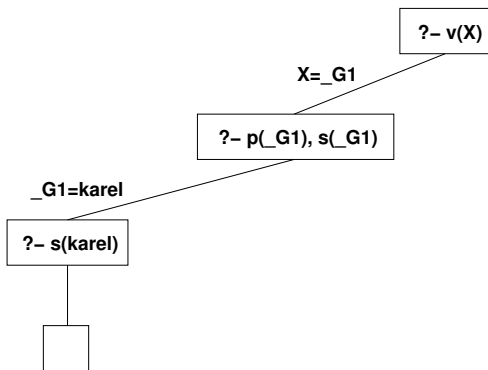 ?– v(X)
X=_G1
?– p(_G1), s(_G1)
_G1=karel
?– s(karel)